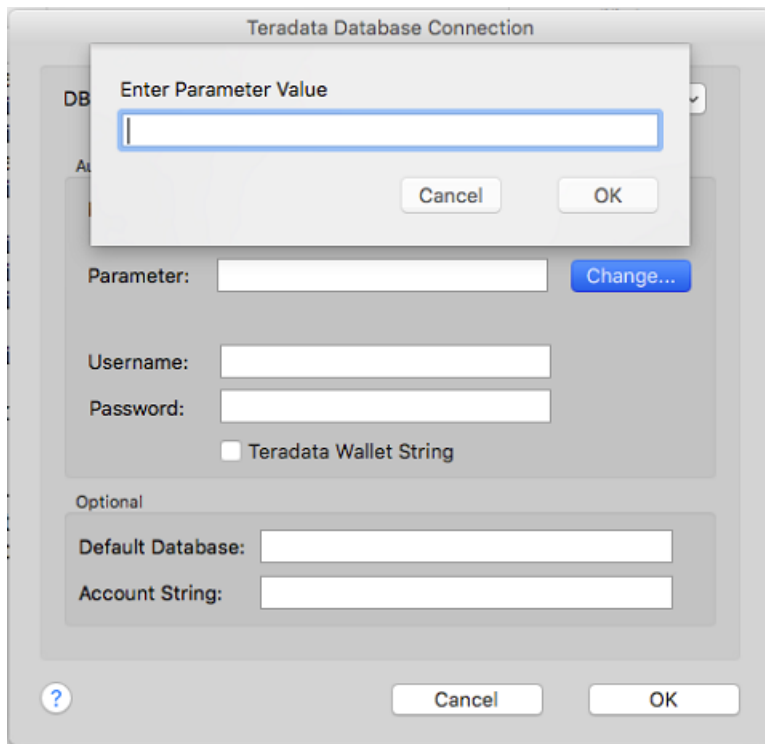 Teradata Database Connection
Enter Parameter Value
DB
Cancel OK
Parameter: Change...
Username:
Password:
Teradata Wallet String
Optional
Default Database:
Account String:
? Cancel OK